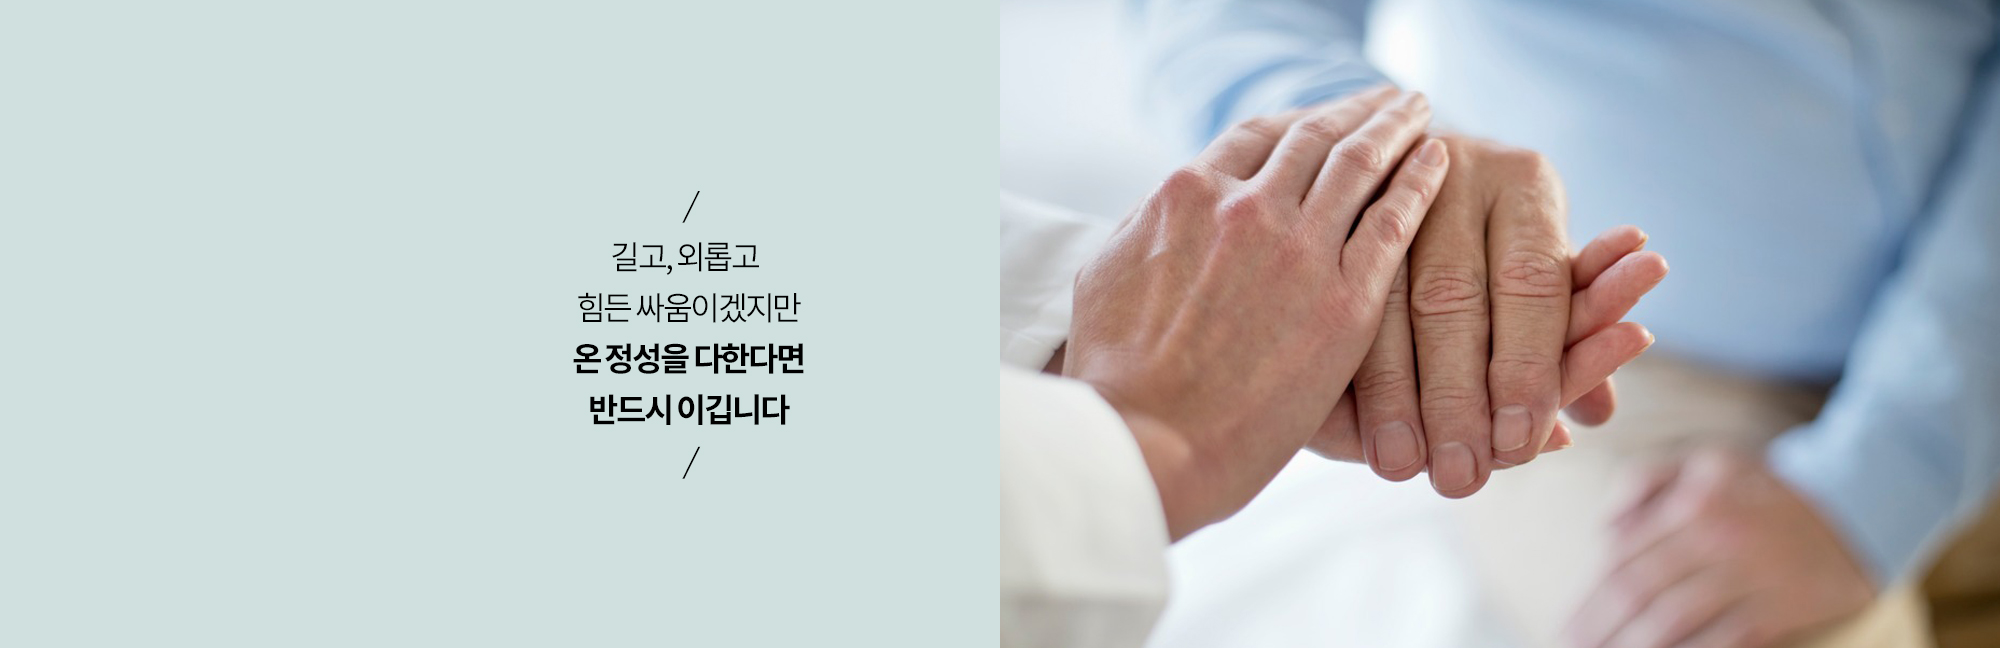 /
길고, 외롭고
힘든 싸움이겠지만
온 정성을 다한다면
반드시 이깁니다
/